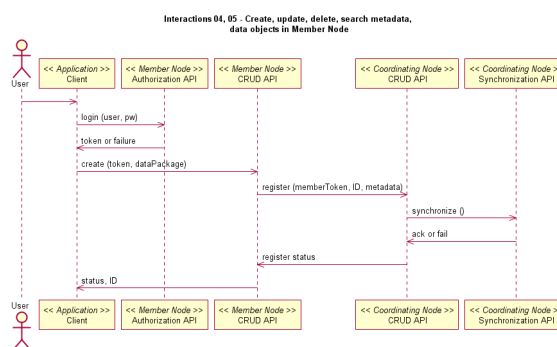 Interactions 04, 05 - Create, update, delete, search metadata,
data objects in Member Node
User
<< Application >>
Client
<< Member Node >>
Authorization API
<< Member Node >>
CRUD API
<< Coordinating Node >>
CRUD API
<< Coordinating Node >>
Synchronization API
login (user, pw)
token or failure
create (token, dataPackage)
register (memberToken, ID, metadata)
synchronize ()
ack or fail
register status
status, ID
User
<< Application >>
Client
<< Member Node >>
Authorization API
<< Member Node >>
CRUD API
<< Coordinating Node >>
CRUD API
<< Coordinating Node >>
Synchronization API